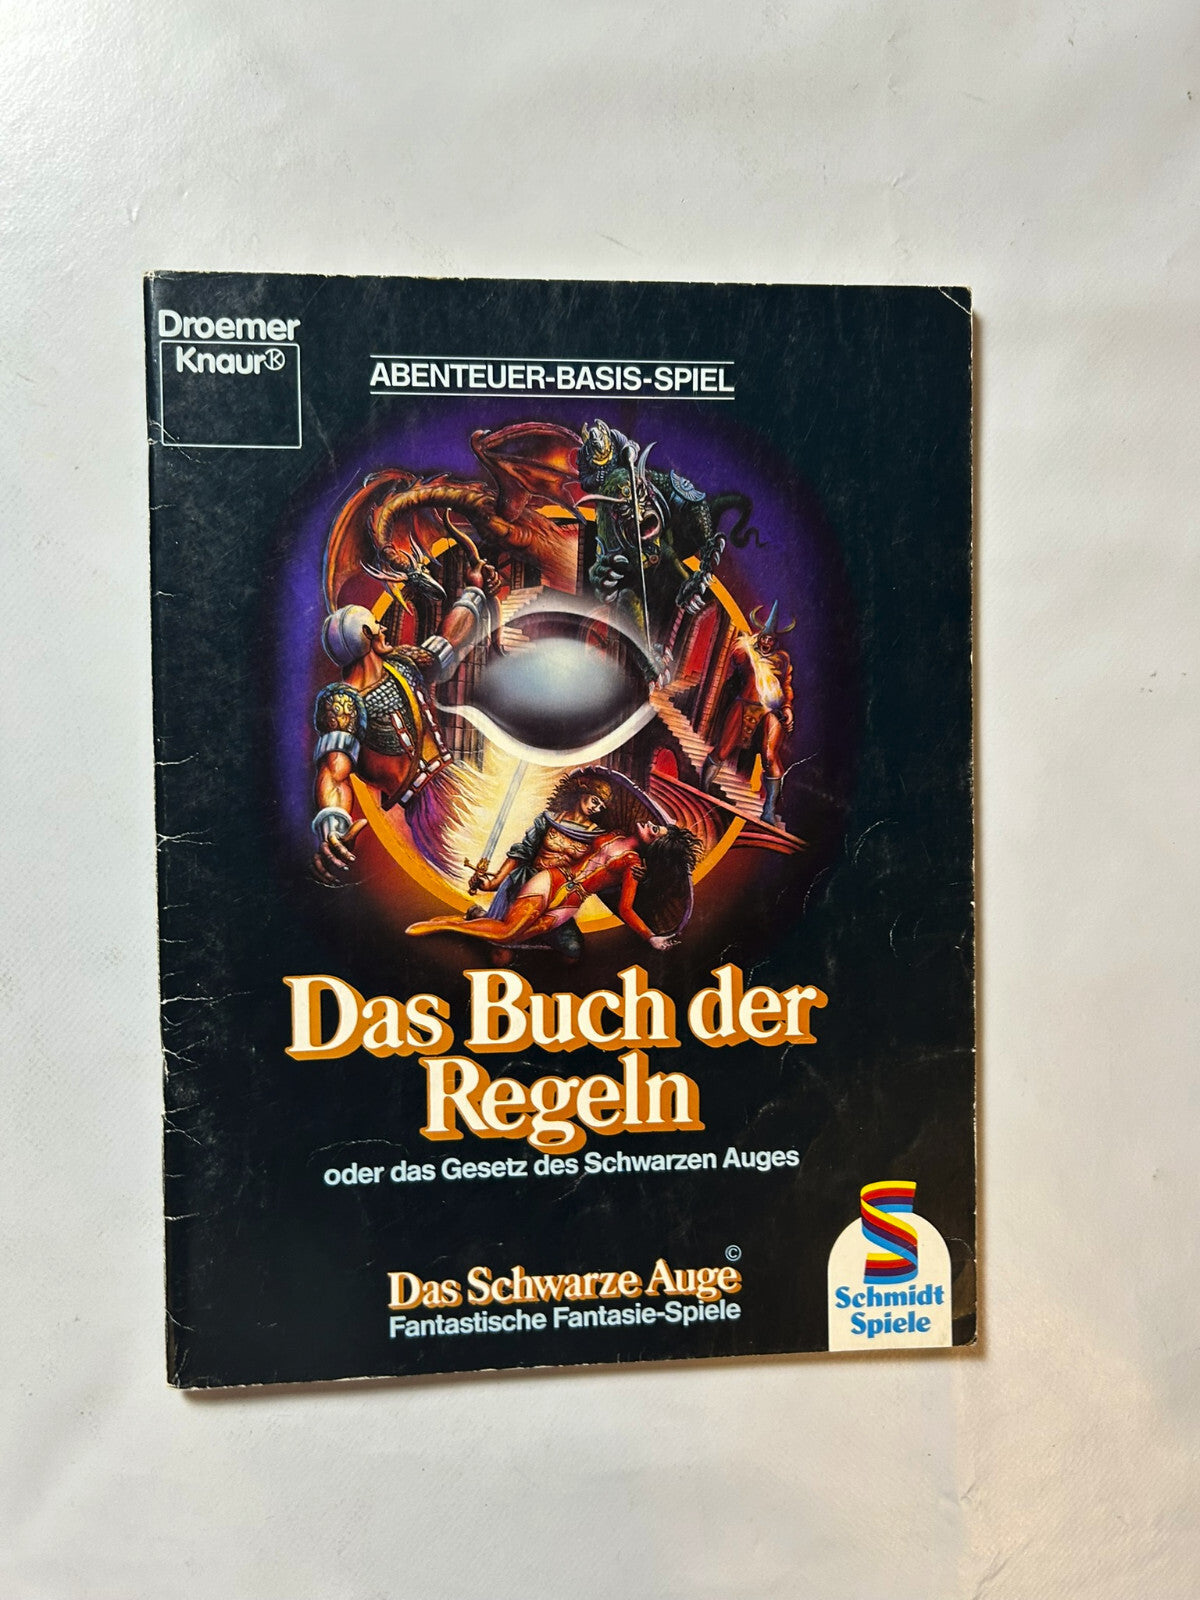 Droemer
Knaur®
ABENTEUER-BASIS-SPIEL
Das Buch der
Regeln
oder das Gesetz des Schwarzen Auges
©
Das Schwarze Auge
Fantastische Fantasie-Spiele
Schmidt
Spiele